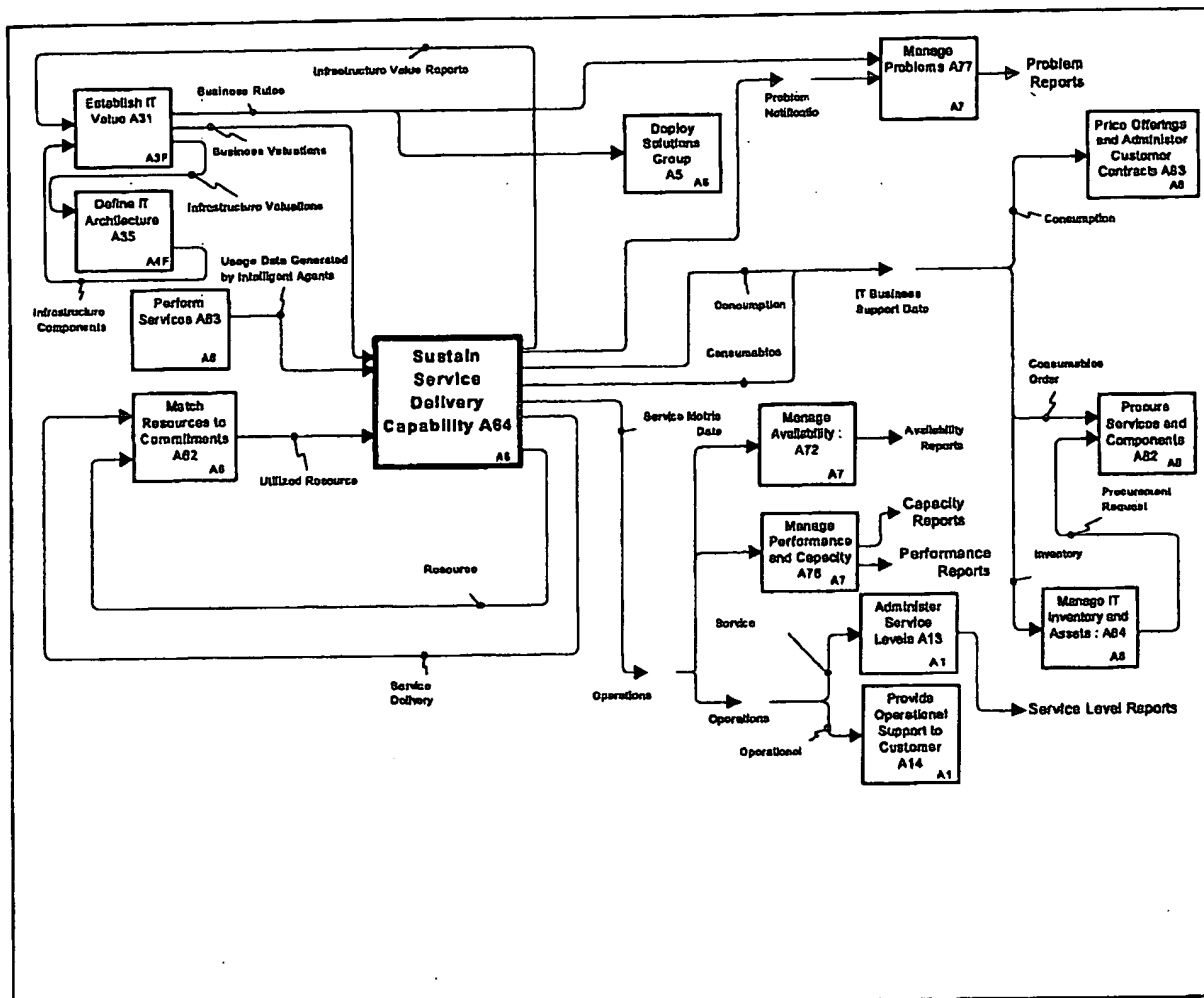 Infrastructure Value Reports
Business Rules
Establish IT
Value A31
A3F
Business Valuations
Infrastructure Valuations
Define IT
Architecture
A35
A4F
Infrastructure
Components
Usage Data Generated
by Intelligent Agents
Perform
Services A63
A6
Match
Resources to
Commitments
A62
A6
Utilized Resource
Sustain
Service
Delivery
Capability A64
A6
Resource
Service
Delivery
Manage
Problems A77
A7
Problem
Reports
Problem
Notificatio
Deploy
Solutions
Group
A5
A5
Price Offerings
and Administer
Customer
Contracts A83
A8
Consumption
Consumption
IT Business
Support Data
Consumables
Consumables
Order
Procure
Services and
Components
A82
A8
Procurement
Request
Inventory
Manage IT
Inventory and
Assets : A84
A8
Service Metric
Data
Manage
Availability :
A72
A7
Availability
Reports
Manage
Performance
and Capacity
A76
A7
Capacity
Reports
Performance
Reports
Service
Administer
Service
Levels A13
A1
Operations
Operations
Operational
Provide
Operational
Support to
Customer
A14
A1
Service Level Reports